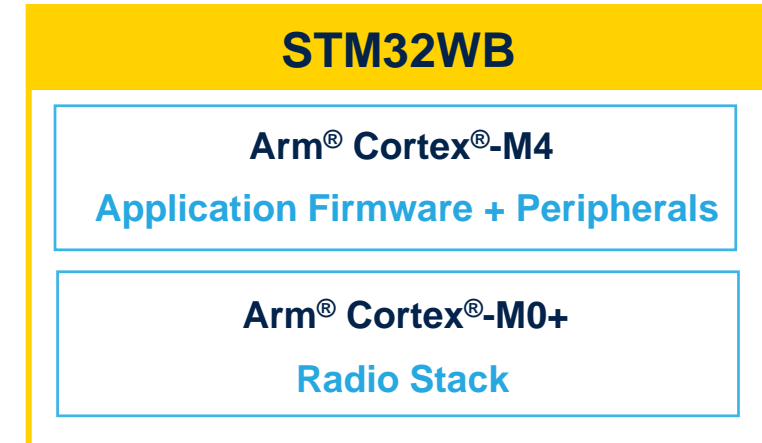 STM32WB
Arm® Cortex®-M4
Application Firmware + Peripherals
Arm® Cortex®-M0+
Radio Stack